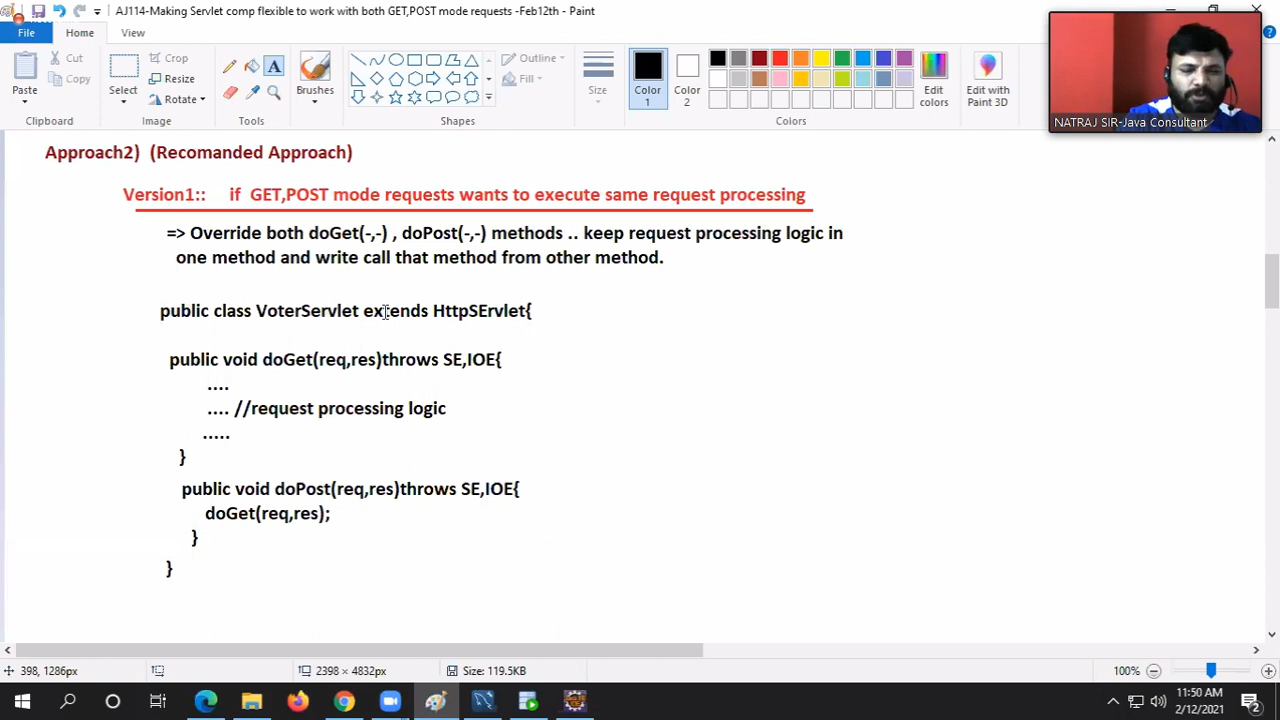 AJ114-Making Servlet comp flexible to work with both GET,POST mode requests -Feb12th - Paint
File
Home
View
Paste
Cut
Copy
Clipboard
Select
Crop
Resize
Rotate
Image
A
Tools
Brushes
Outline
Fill
Shapes
Size
Color 1
Color 2
Edit colors
Edit with Paint 3D
Colors
NATRAJ SIR-Java Consultant
Approach2) (Recomanded Approach)
Version1:: if GET,POST mode requests wants to execute same request processing
=> Override both doGet(-,-) , doPost(-,-) methods .. keep request processing logic in
one method and write call that method from other method.
public class VoterServlet extends HttpSErvlet{
public void doGet(req,res)throws SE,IOE{
....
.... //request processing logic
.....
}
public void doPost(req,res)throws SE,IOE{
doGet(req,res);
}
}
398, 1286px
2398 × 4832px
Size: 119.5KB
100%
11:50 AM
2/12/2021
2